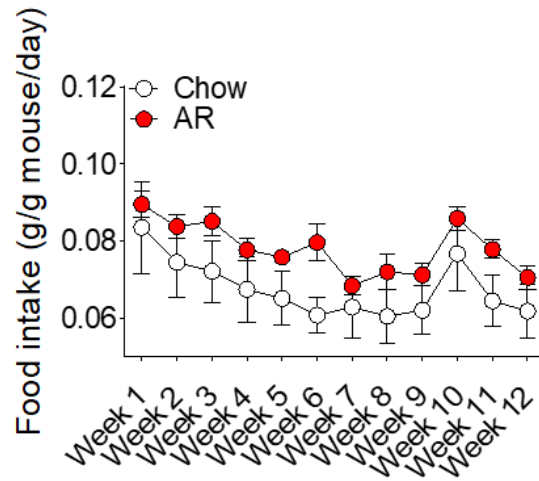 Food intake (g/g mouse/day)
0.12
0.10
0.08
0.06
Chow
AR
Week 1
Week 2
Week 3
Week 4
Week 5
Week 6
Week 7
Week 8
Week 9
Week 10
Week 11
Week 12